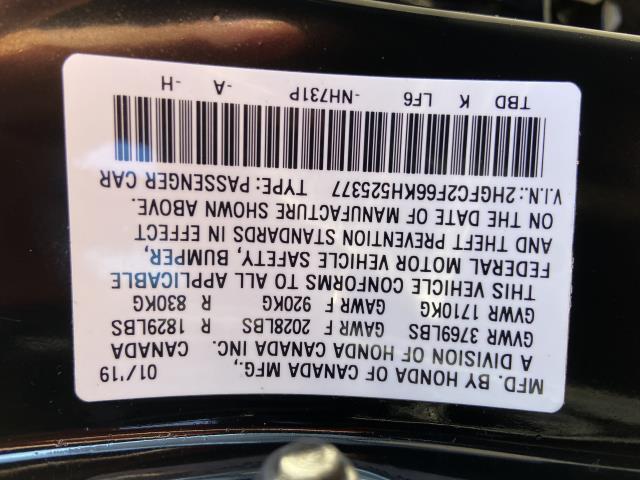 MFD. BY HONDA OF CANADA MFG., 01/'19
A DIVISION OF HONDA CANADA INC. CANADA
GVWR 3769LBS GAWR F 2028LBS R 1829LBS
GVWR 1710KG GAWR F 920KG R 830KG
THIS VEHICLE CONFORMS TO ALL APPLICABLE
FEDERAL MOTOR VEHICLE SAFETY, BUMPER,
AND THEFT PREVENTION STANDARDS IN EFFECT
ON THE DATE OF MANUFACTURE SHOWN ABOVE.
V.I.N.: 2HGFC2F66KH525377 TYPE: PASSENGER CAR
TBD K LF6 -NH731P -A -H